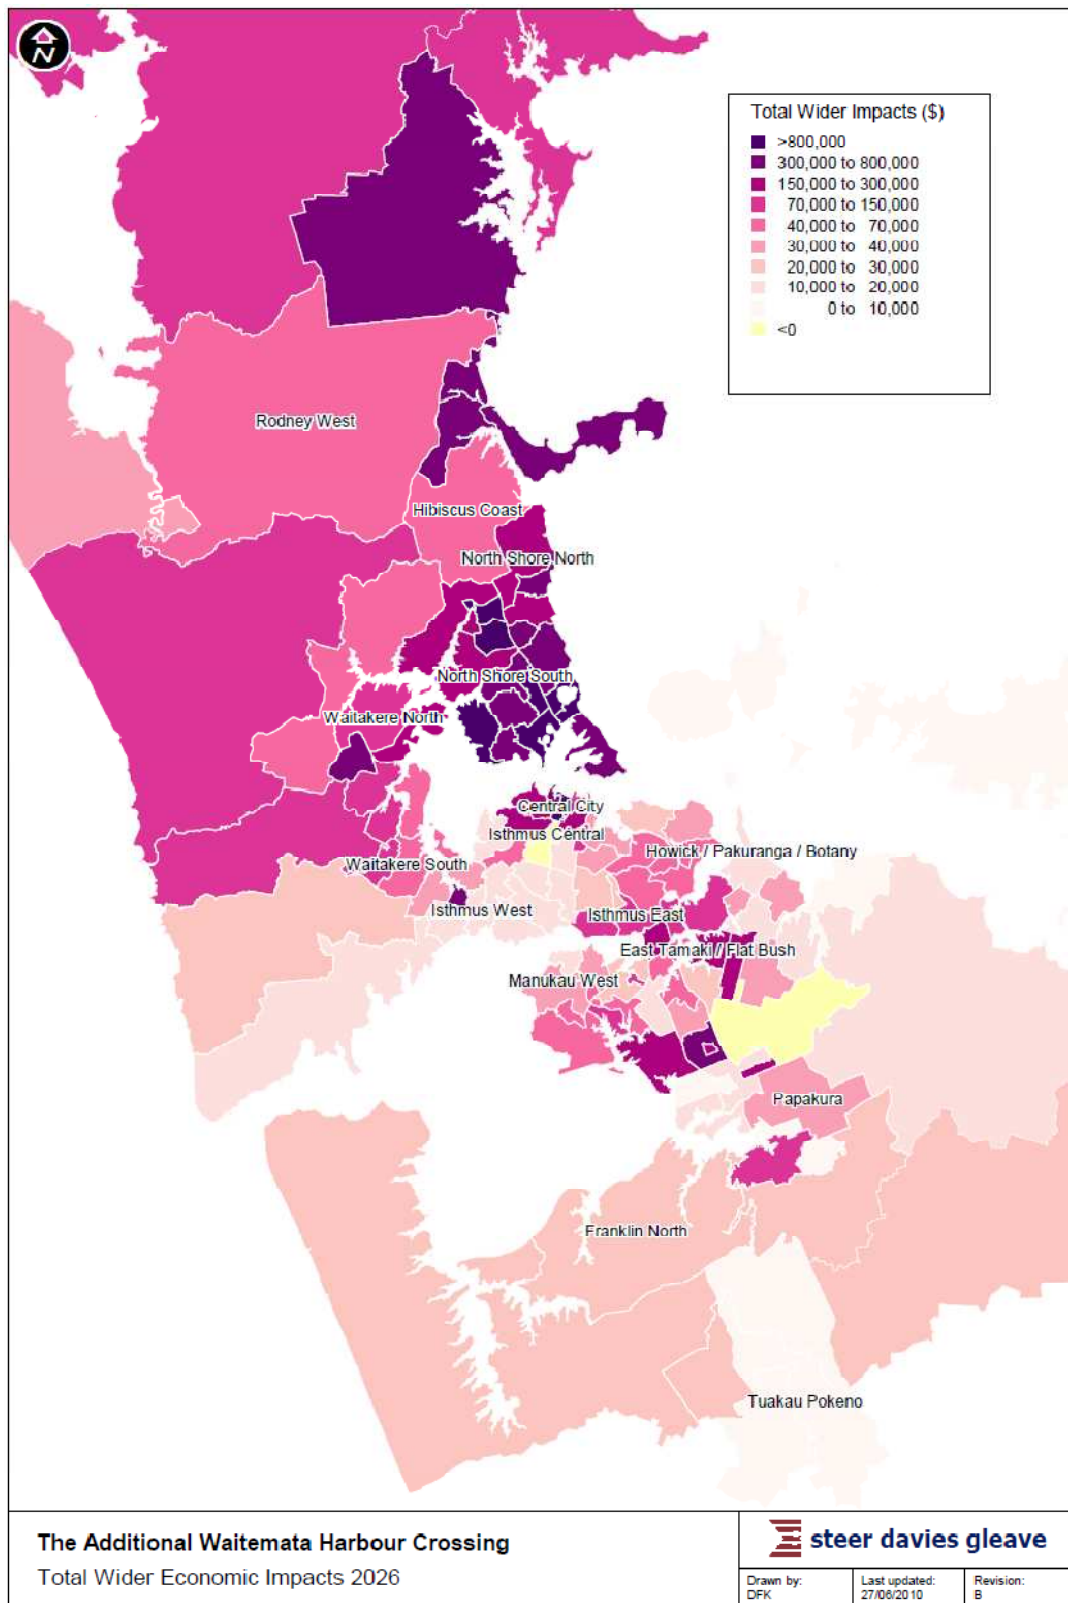 N
Total Wider Impacts ($)
>800,000
300,000 to 800,000
150,000 to 300,000
70,000 to 150,000
40,000 to 70,000
30,000 to 40,000
20,000 to 30,000
10,000 to 20,000
0 to 10,000
<0
Rodney West
Hibiscus Coast
North Shore North
North Shore South
Waitakere North
Central City
Isthmus Central
Howick / Pakuranga / Botany
Waitakere South
Isthmus West
Isthmus East
East Tamaki / Flat Bush
Manukau West
Papakura
Franklin North
Tuakau Pokeno
The Additional Waitemata Harbour Crossing
Total Wider Economic Impacts 2026
steer davies gleave
Drawn by:
DFK
Last updated:
27/06/2010
Revision:
B